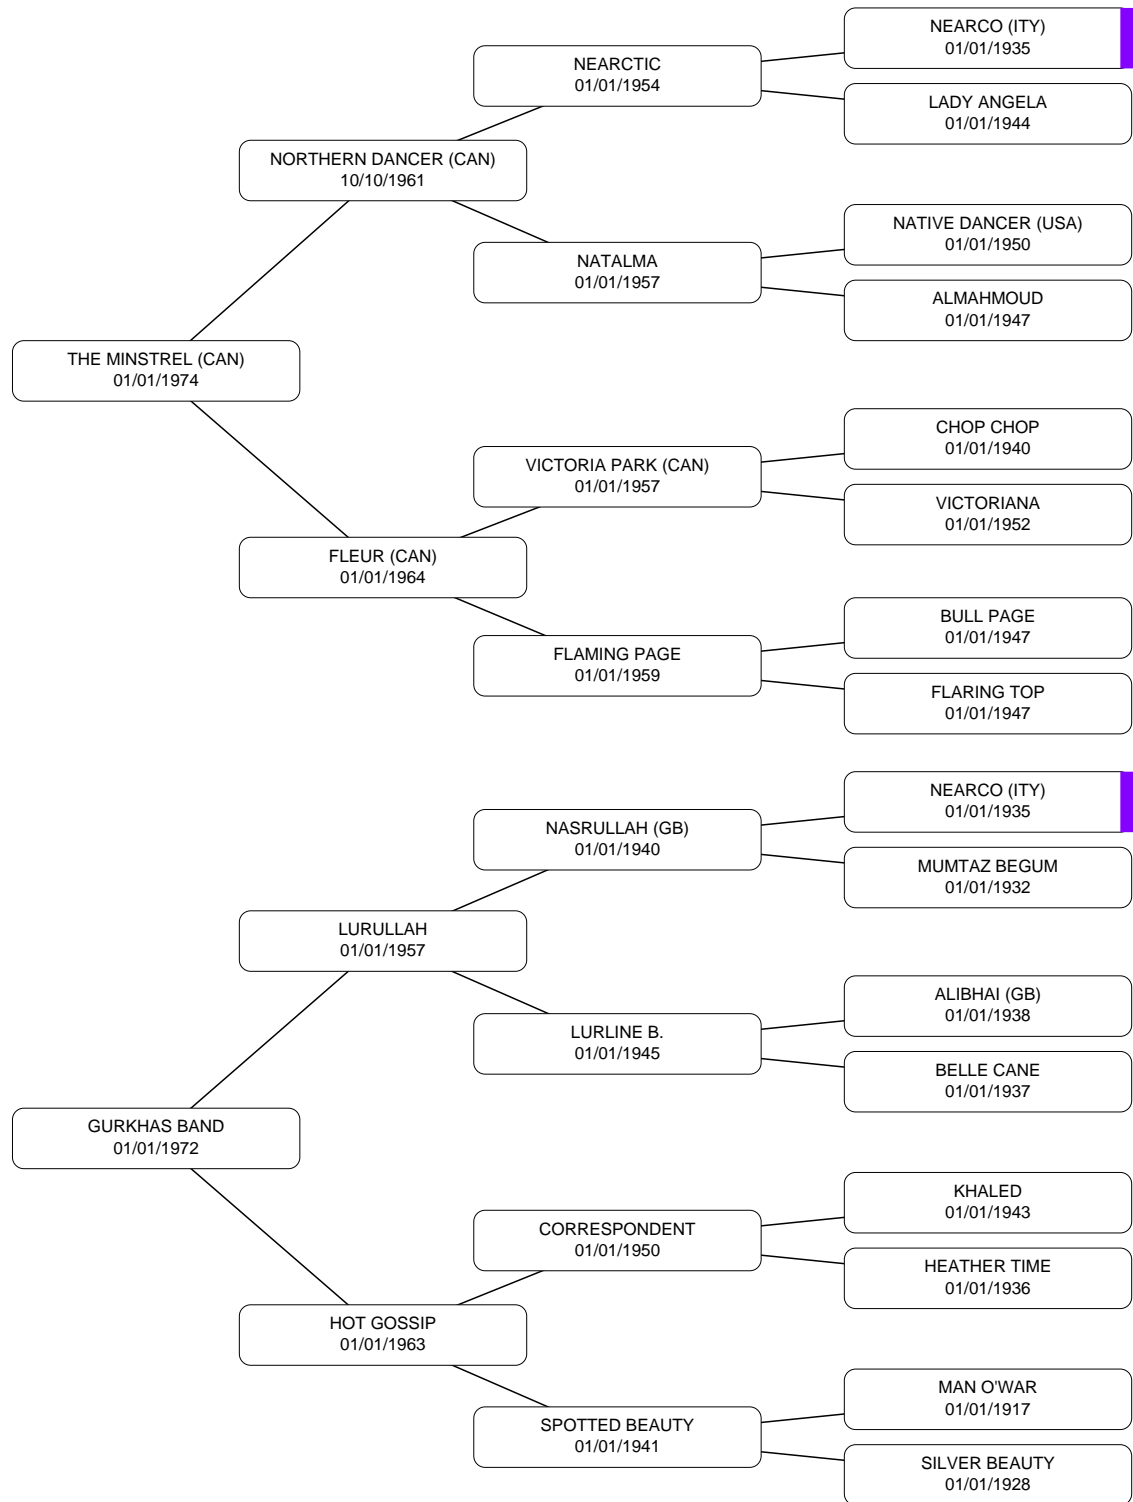 NEARCO (ITY)
01/01/1935
NEARCTIC
01/01/1954
LADY ANGELA
01/01/1944
NORTHERN DANCER (CAN)
10/10/1961
NATIVE DANCER (USA)
01/01/1950
NATALMA
01/01/1957
ALMAHMOUD
01/01/1947
THE MINSTREL (CAN)
01/01/1974
CHOP CHOP
01/01/1940
VICTORIA PARK (CAN)
01/01/1957
VICTORIANA
01/01/1952
FLEUR (CAN)
01/01/1964
BULL PAGE
01/01/1947
FLAMING PAGE
01/01/1959
FLARING TOP
01/01/1947
NEARCO (ITY)
01/01/1935
NASRULLAH (GB)
01/01/1940
MUMTAZ BEGUM
01/01/1932
LURULLAH
01/01/1957
ALIBHAI (GB)
01/01/1938
LURLINE B.
01/01/1945
BELLE CANE
01/01/1937
GURKHAS BAND
01/01/1972
KHALED
01/01/1943
CORRESPONDENT
01/01/1950
HEATHER TIME
01/01/1936
HOT GOSSIP
01/01/1963
MAN O'WAR
01/01/1917
SPOTTED BEAUTY
01/01/1941
SILVER BEAUTY
01/01/1928